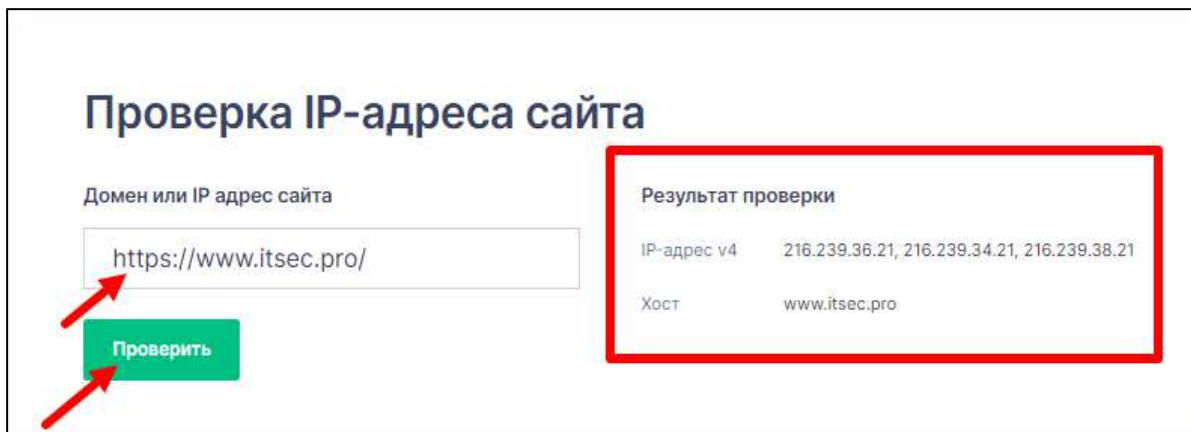 Проверка IP-адреса сайта
Домен или IP адрес сайта
https://www.itsec.pro/
Проверить
Результат проверки
IP-адрес v4 216.239.36.21, 216.239.34.21, 216.239.38.21
Хост www.itsec.pro